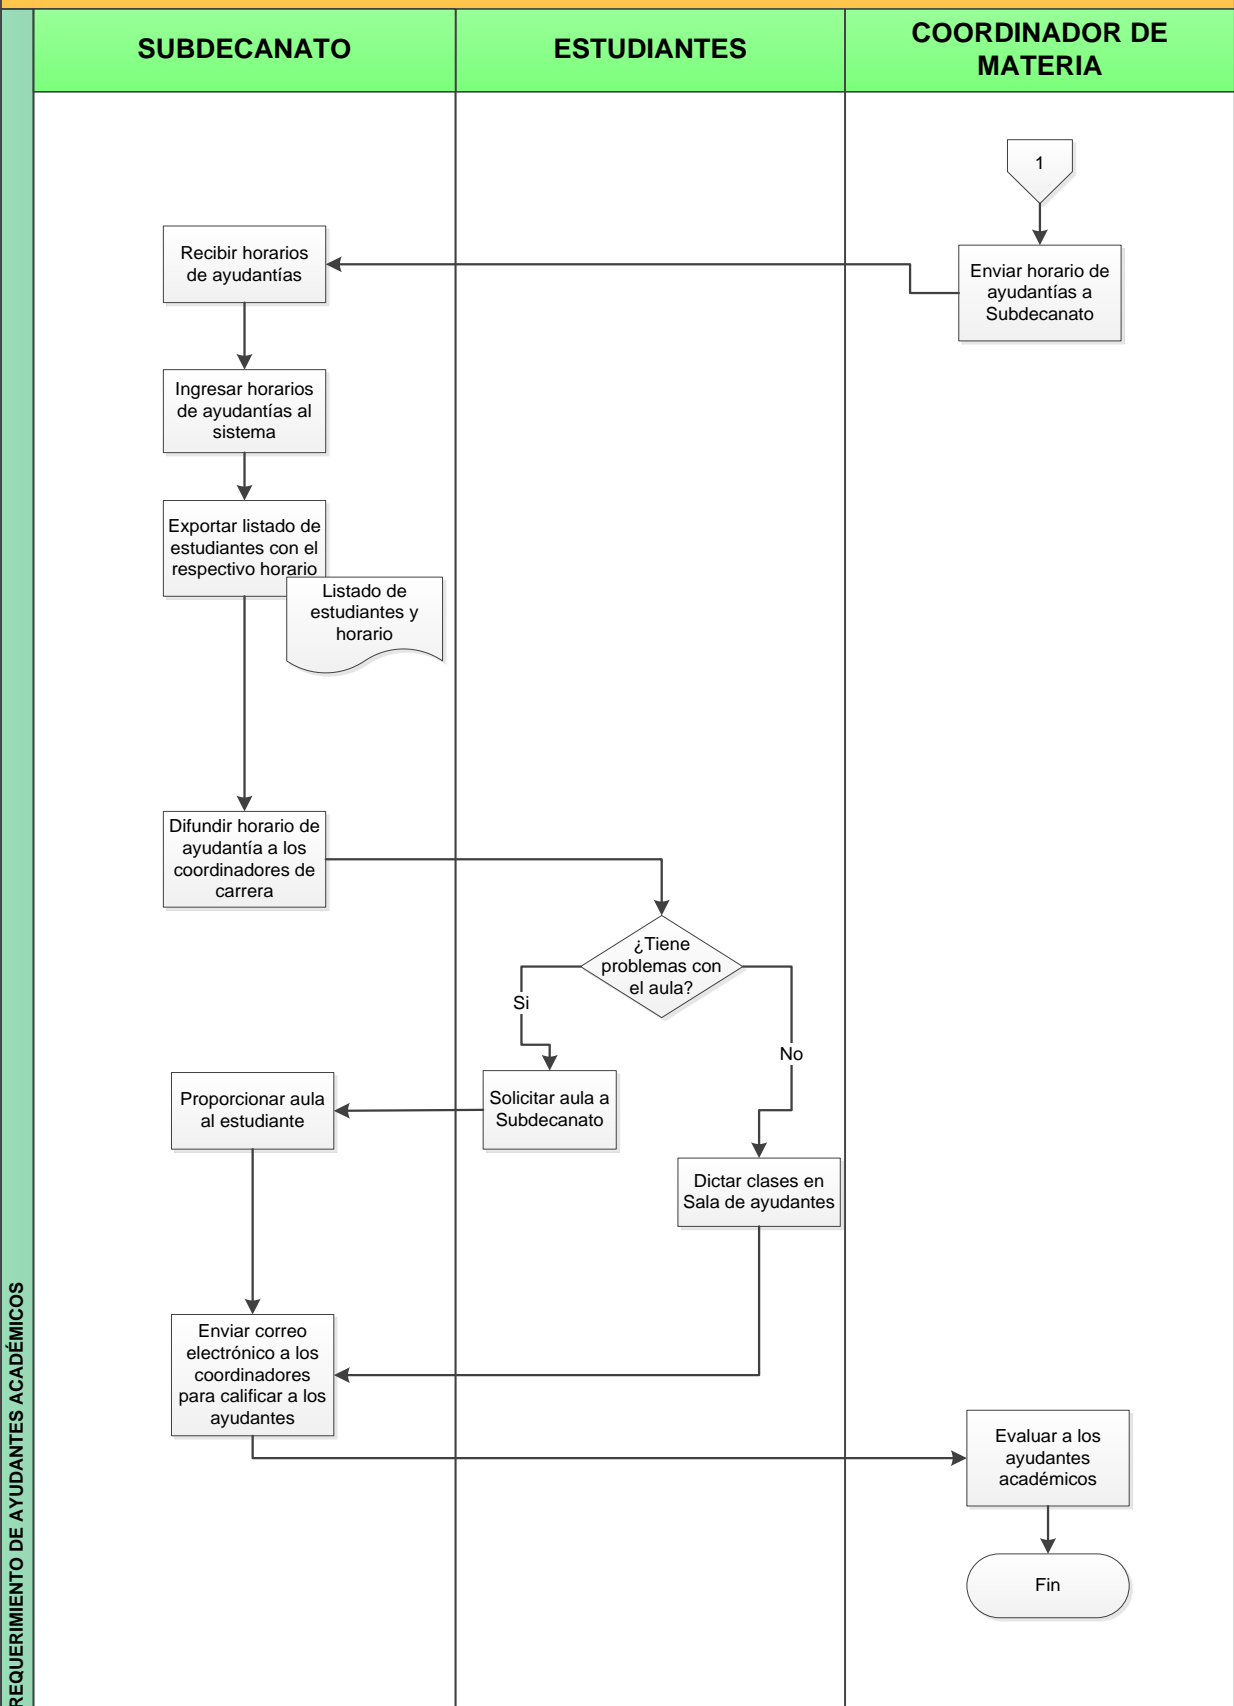 SUBDECANATO
ESTUDIANTES
COORDINADOR DE
MATERIA
REQUERIMIENTO DE AYUDANTES ACADÉMICOS
1
Enviar horario de
ayudantías a
Subdecanato
Recibir horarios
de ayudantías
Ingresar horarios
de ayudantías al
sistema
Exportar listado de
estudiantes con el
respectivo horario
Listado de
estudiantes y
horario
Difundir horario de
ayudantía a los
coordinadores de
carrera
¿Tiene
problemas con
el aula?
Si
No
Solicitar aula a
Subdecanato
Proporcionar aula
al estudiante
Dictar clases en
Sala de ayudantes
Enviar correo
electrónico a los
coordinadores
para calificar a los
ayudantes
Evaluar a los
ayudantes
académicos
Fin